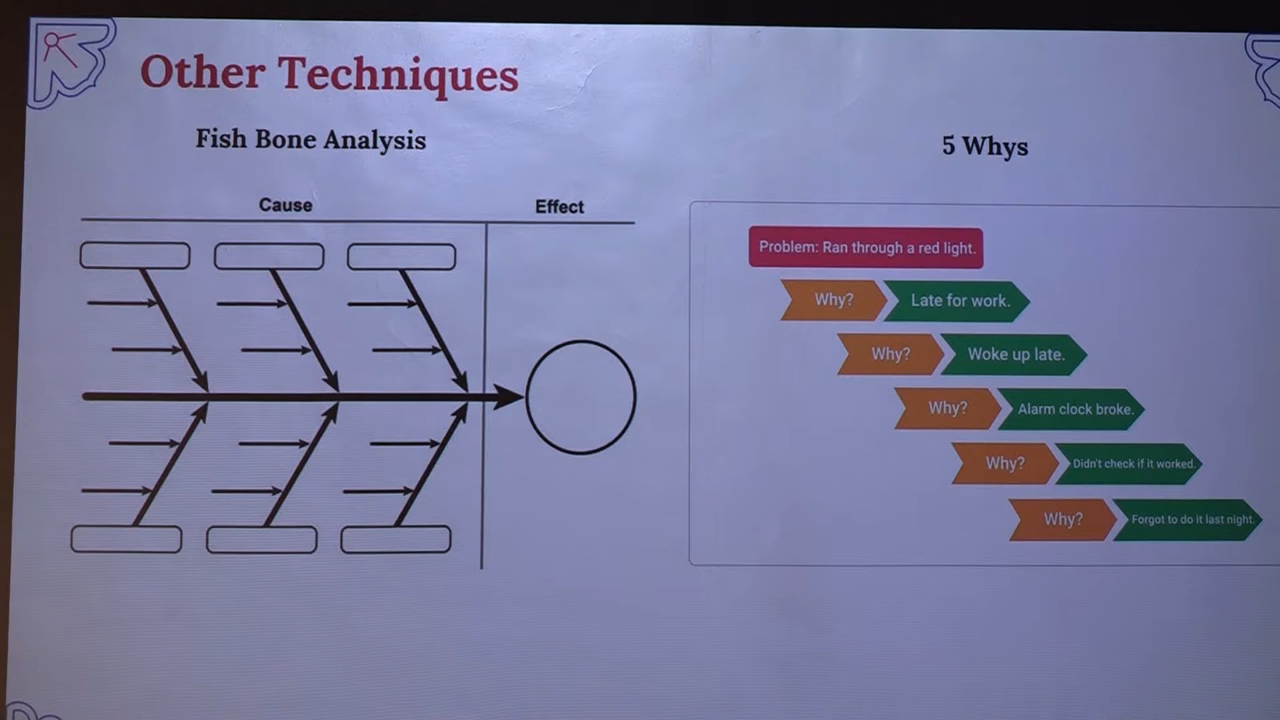 Other Techniques
Fish Bone Analysis
Cause
Effect
5 Whys
Problem: Ran through a red light.
Why? Late for work.
Why? Woke up late.
Why? Alarm clock broke.
Why? Didn't check if it worked.
Why? Forgot to do it last night.